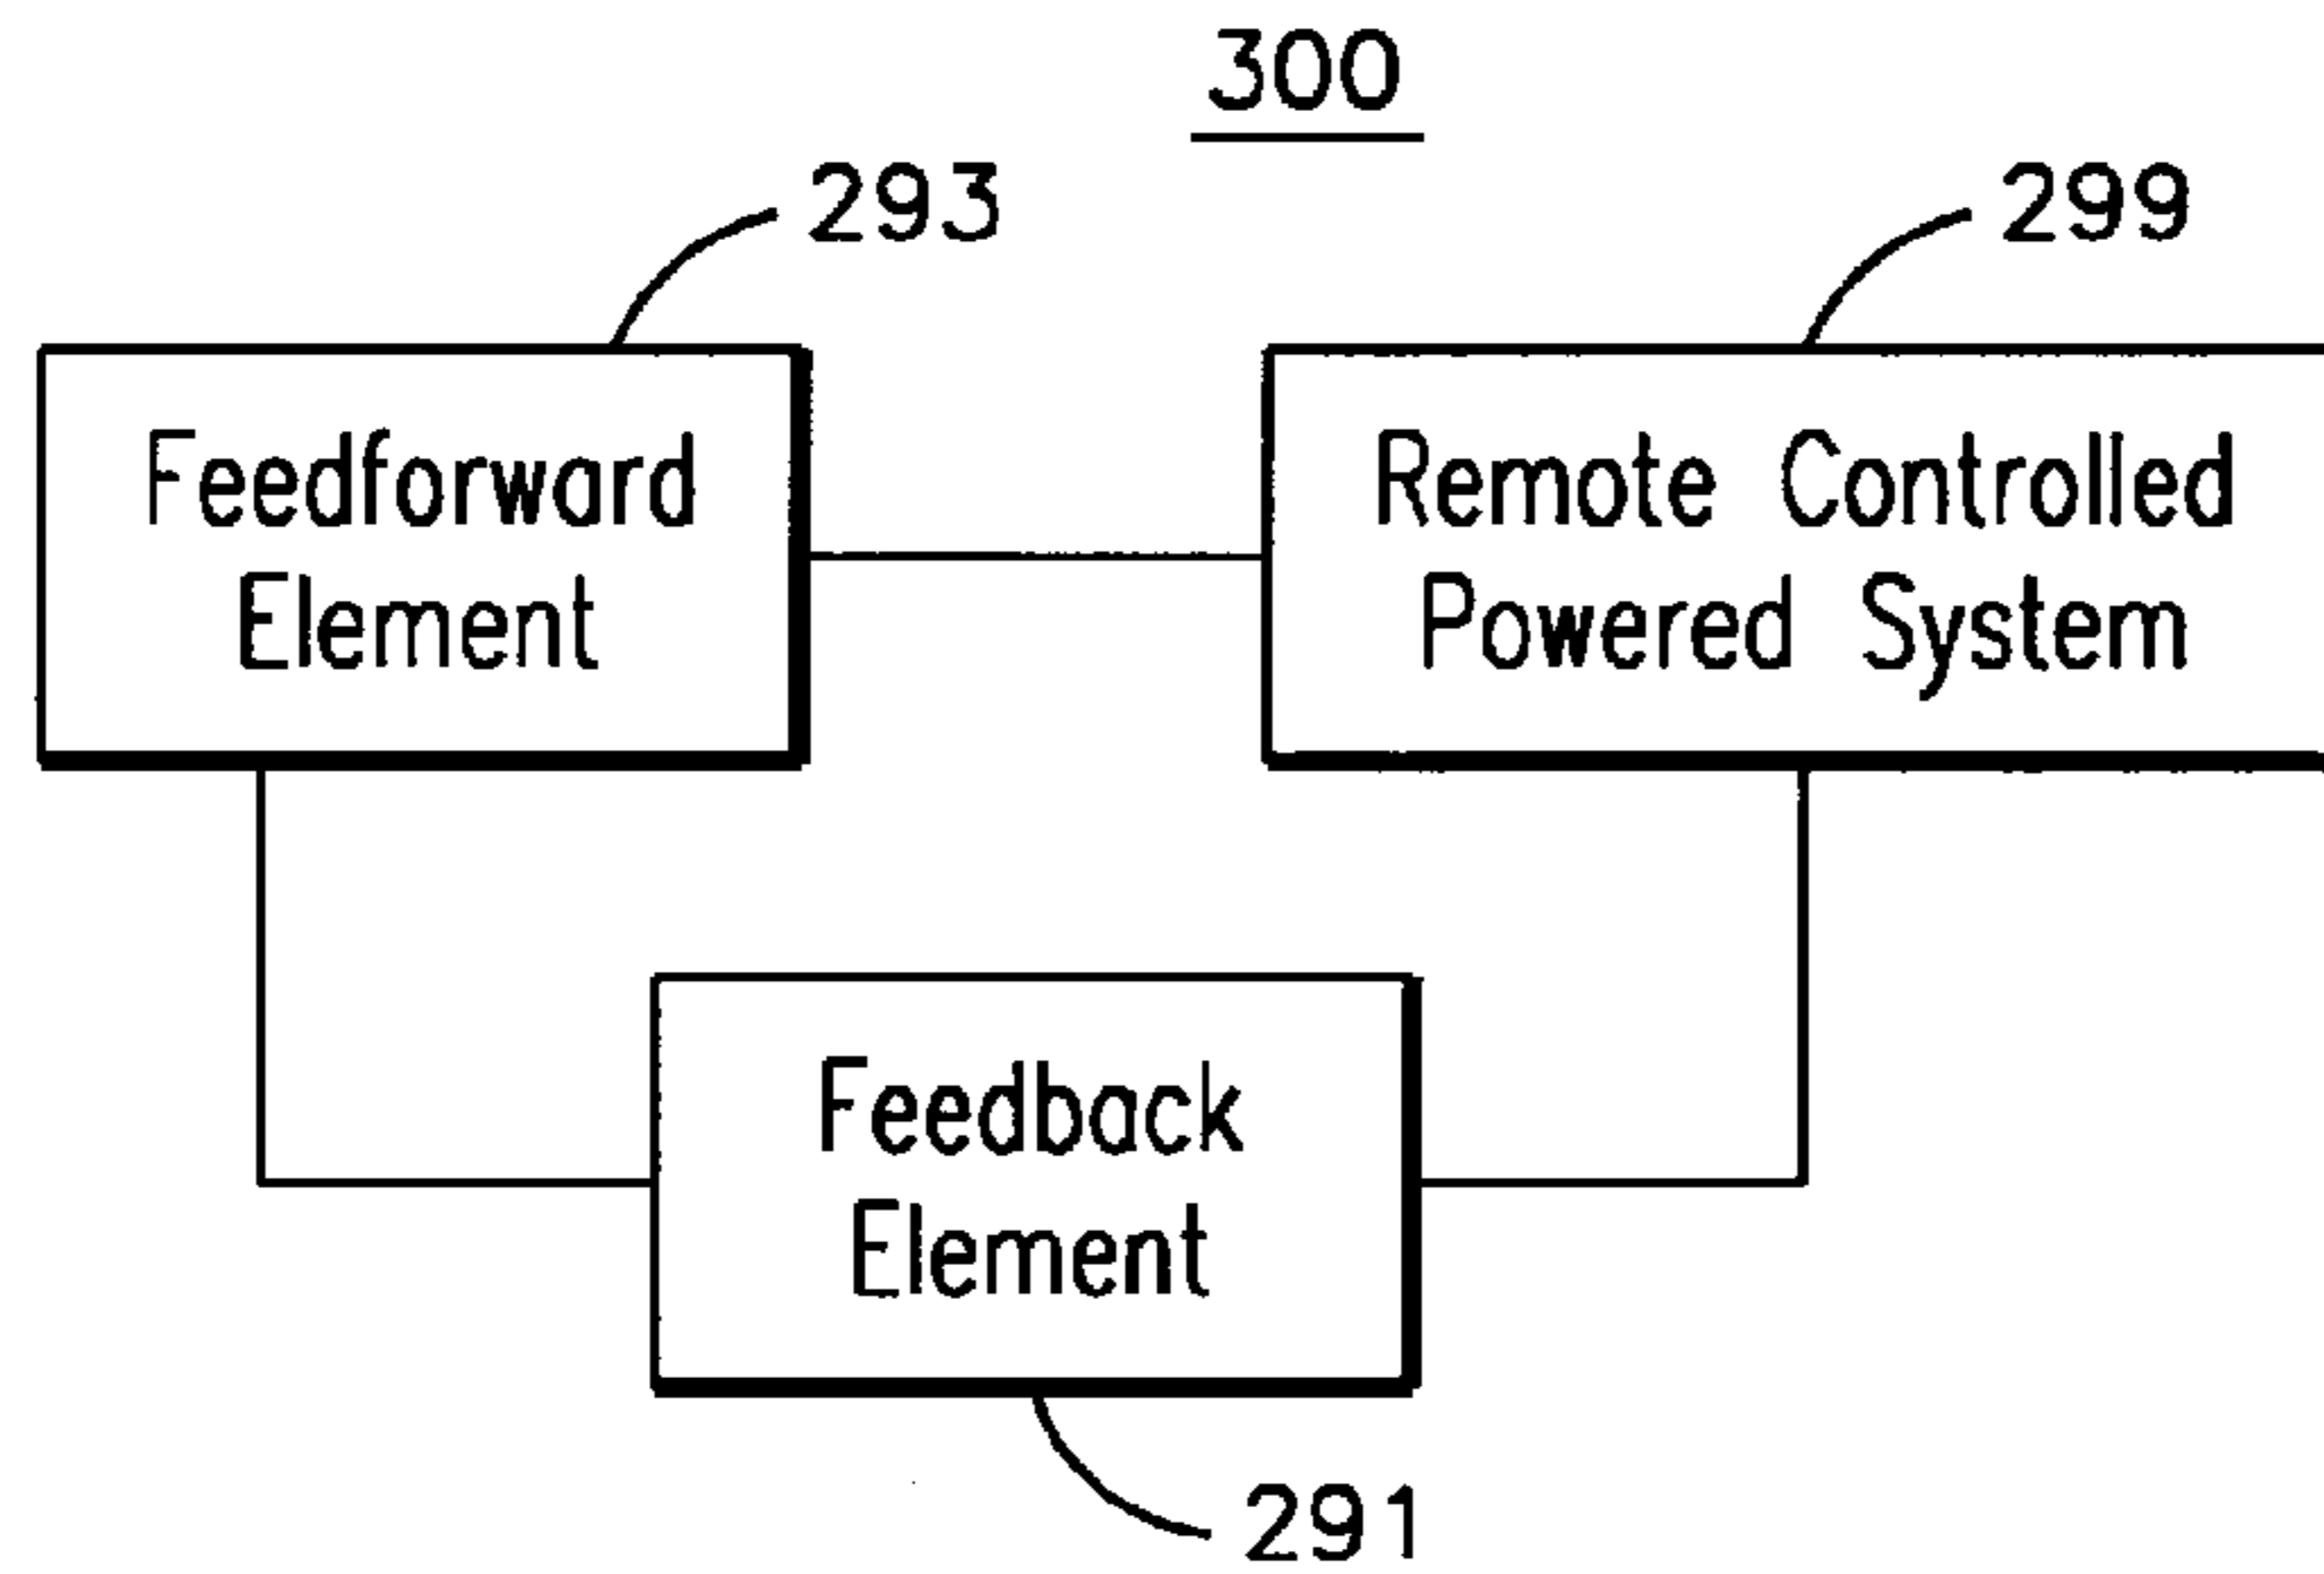 300
293
299
Feedforward
Element
Remote Controlled
Powered System
Feedback
Element
291